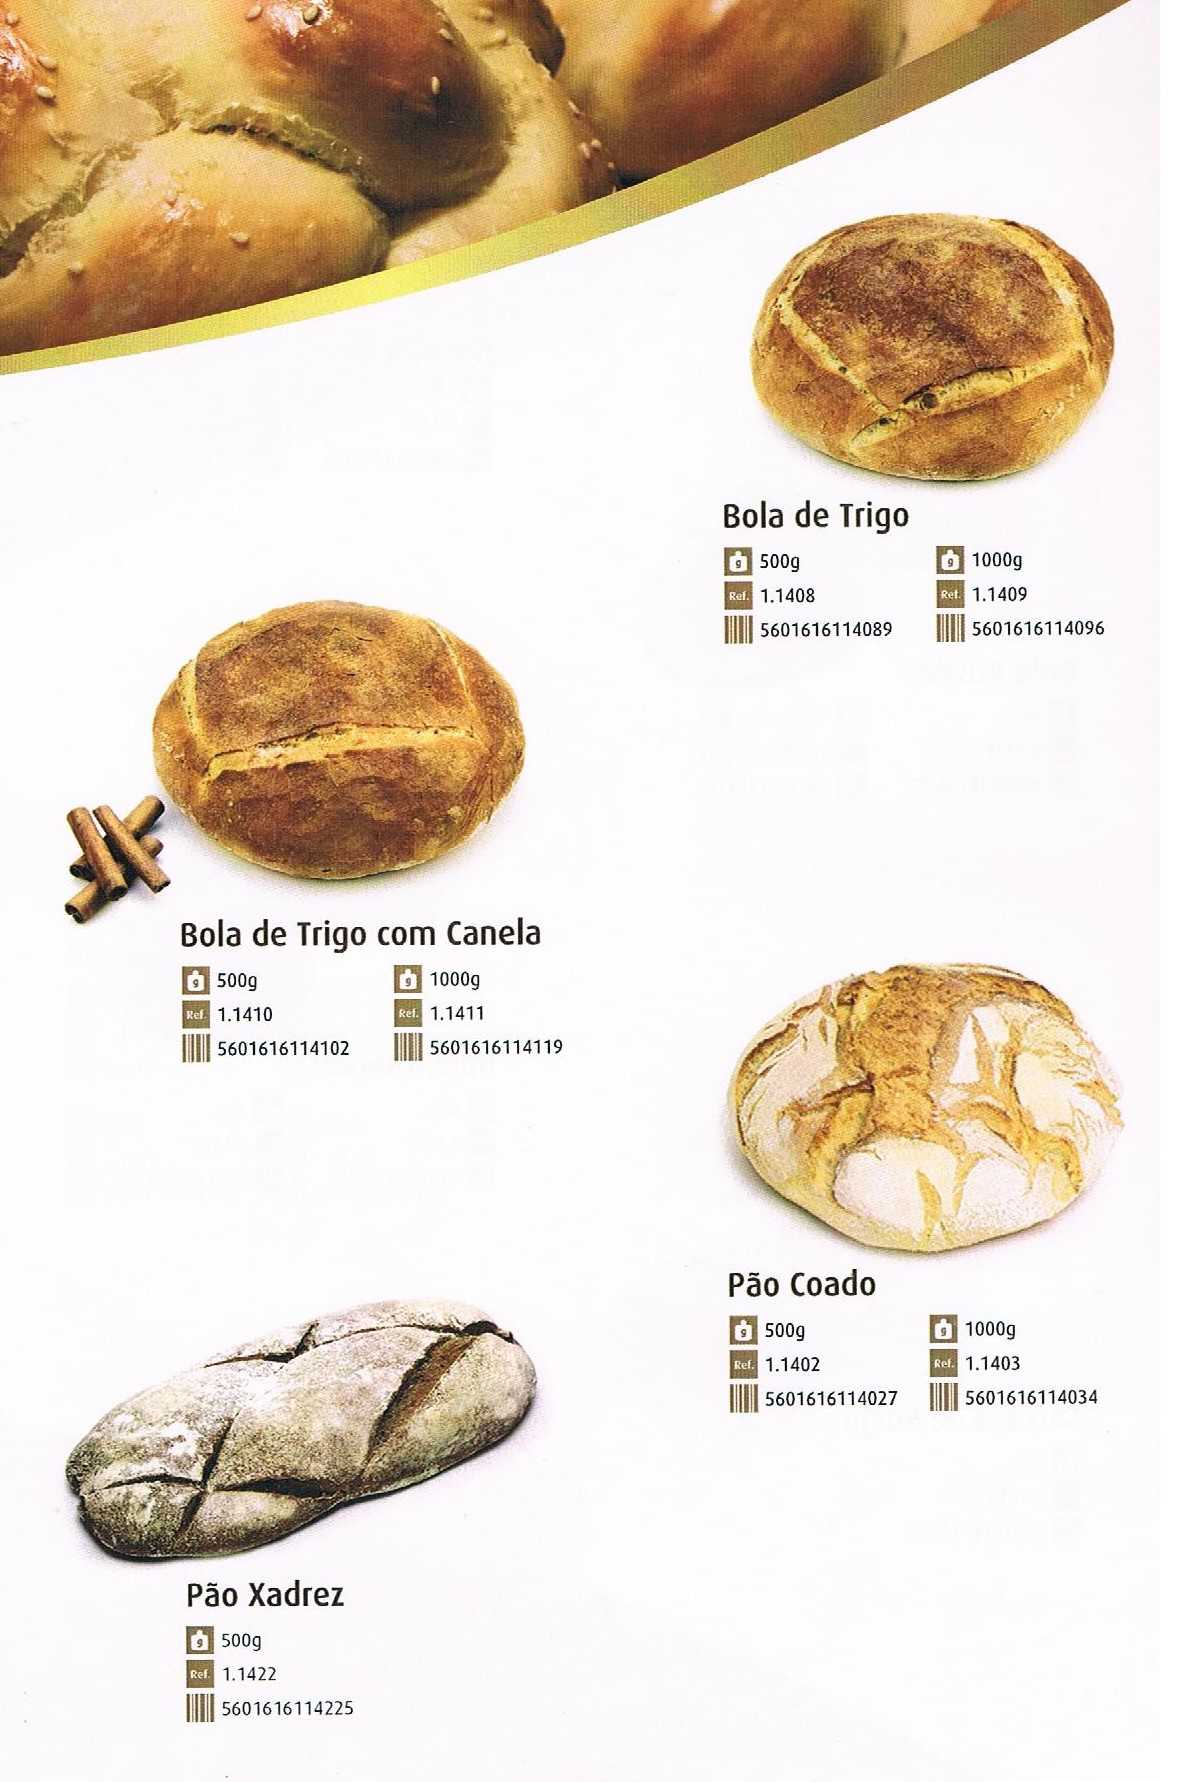 Bola de Trigo
g 500g g 1000g
Ref. 1.1408 Ref. 1.1409
5601616114089 5601616114096
Bola de Trigo com Canela
g 500g g 1000g
Ref. 1.1410 Ref. 1.1411
5601616114102 5601616114119
Pão Coado
g 500g g 1000g
Ref. 1.1402 Ref. 1.1403
5601616114027 5601616114034
Pão Xadrez
g 500g
Ref. 1.1422
5601616114225